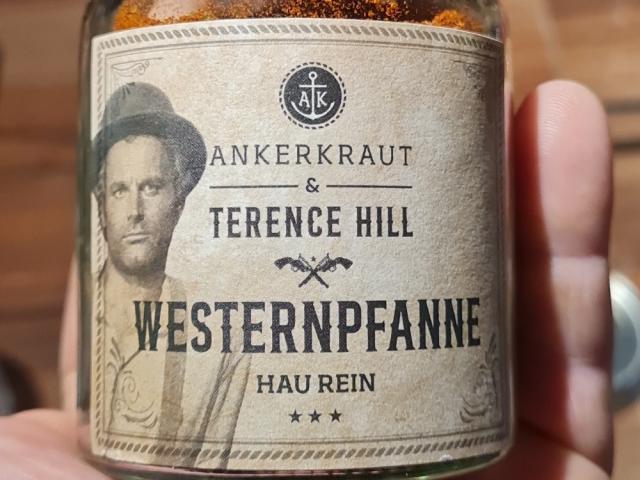 AK
ANKERKRAUT
&
TERENCE HILL
WESTERNPFANNE
HAU REIN